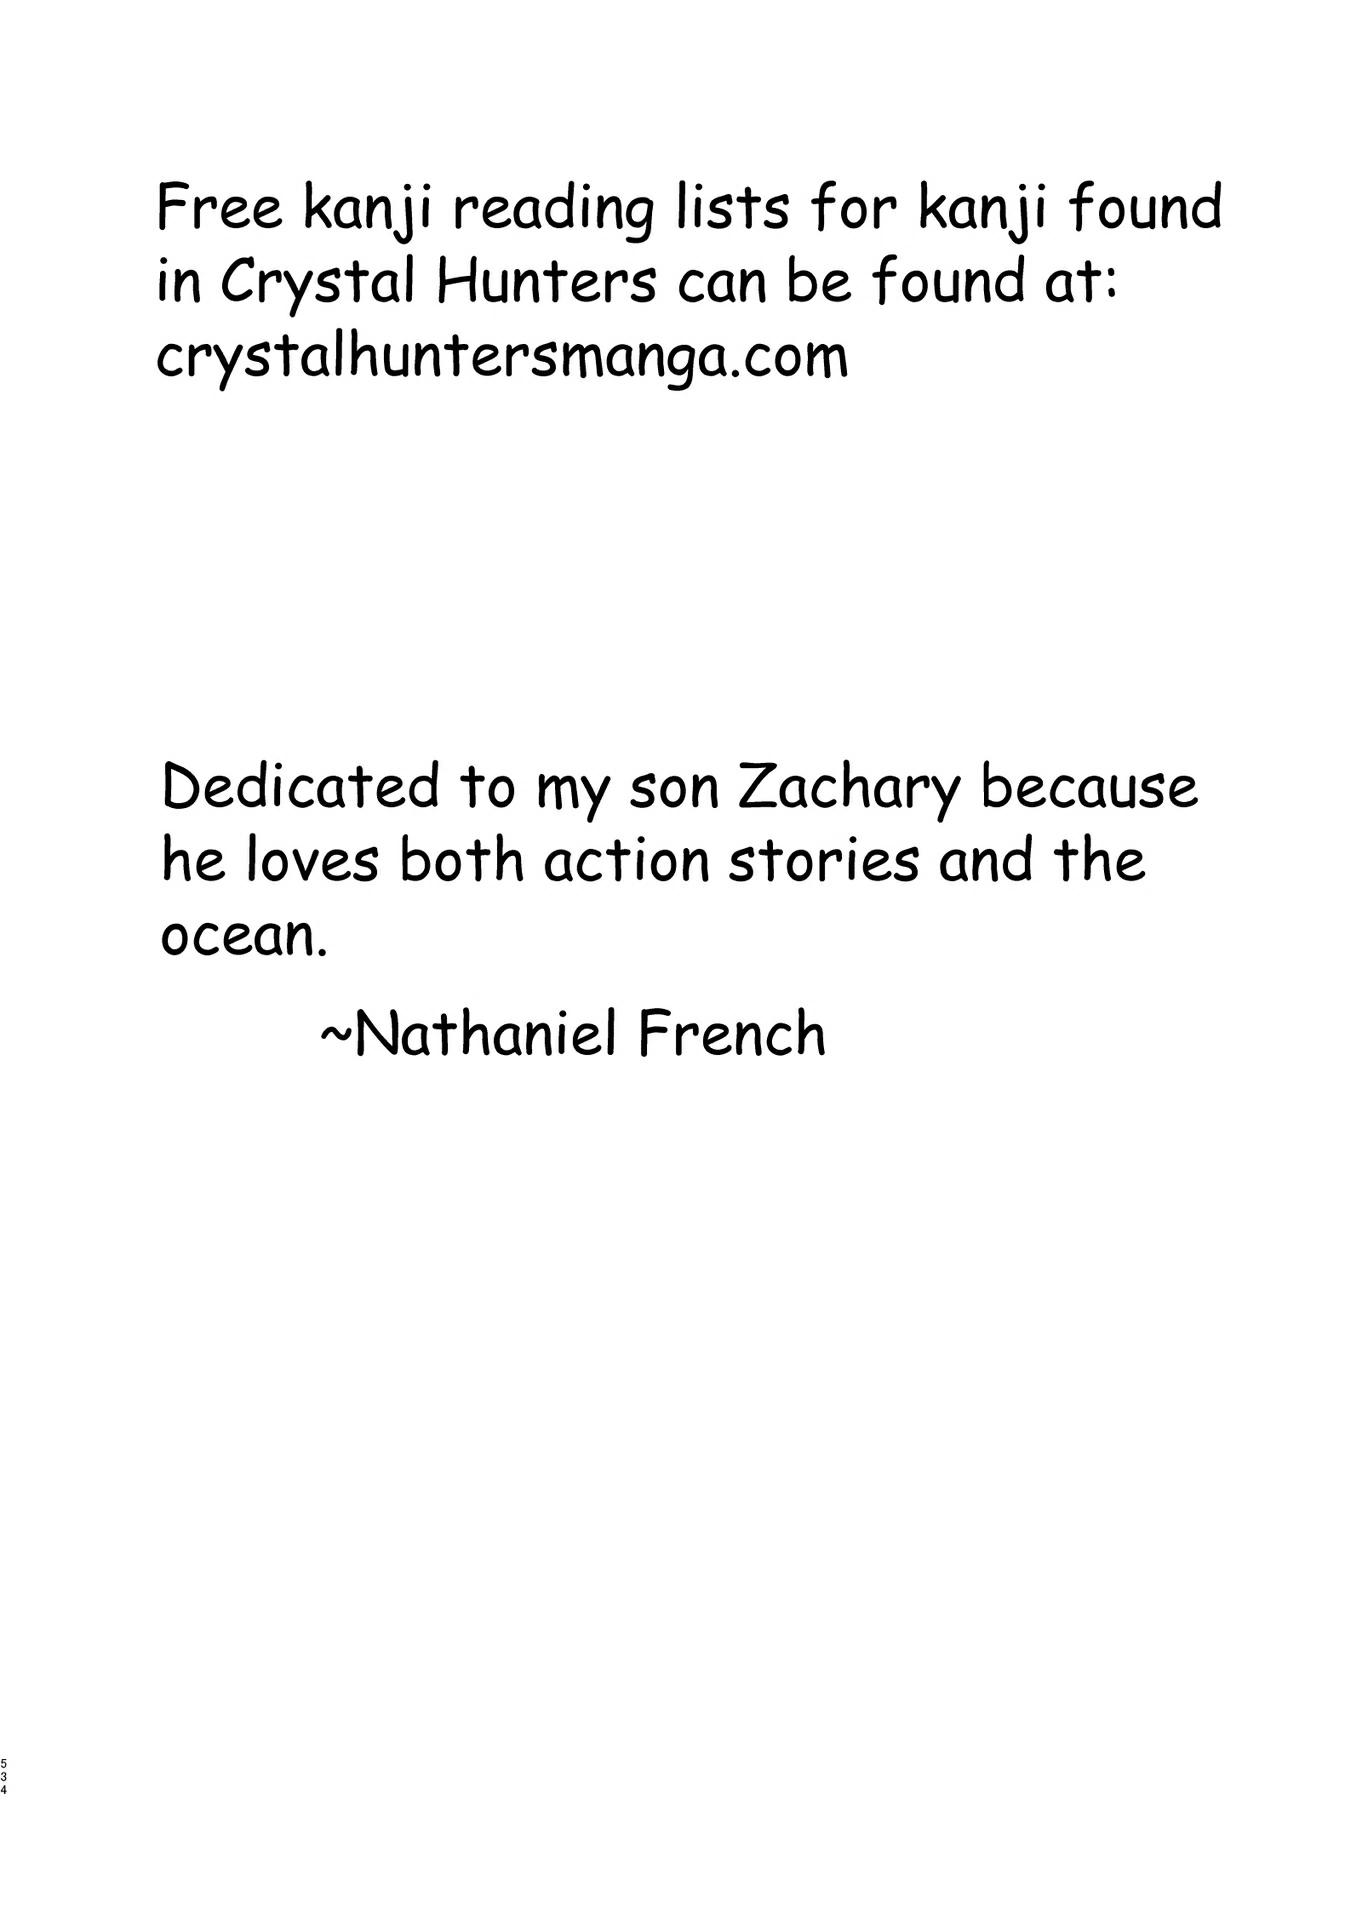 Free kanji reading lists for kanji found
in Crystal Hunters can be found at:
crystalhuntersmanga.com
Dedicated to my son Zachary because
he loves both action stories and the
ocean.
~Nathaniel French
534